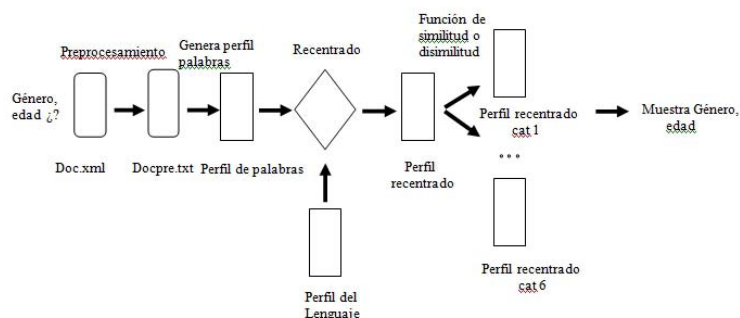 Género,
edad ¿?
Preprocesamiento
Doc.xml
Docpre.txt
Genera perfil
palabras
Perfil de palabras
Recentrado
Perfil del
Lenguaje
Perfil
recentrado
Función de
similitud o
disimilitud
Perfil recentrado
cat 1
...
Perfil recentrado
cat 6
Muestra Género,
edad